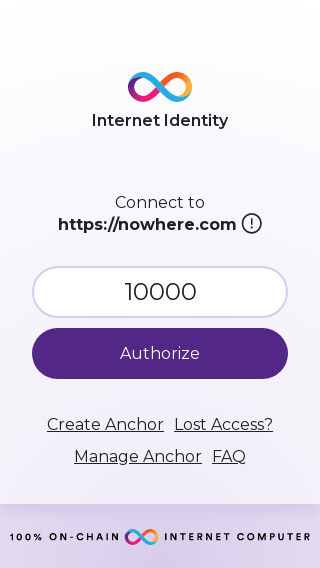 Internet Identity
Connect to
https://nowhere.com
10000
Authorize
Create Anchor Lost Access?
Manage Anchor FAQ
100% ON-CHAIN INTERNET COMPUTER